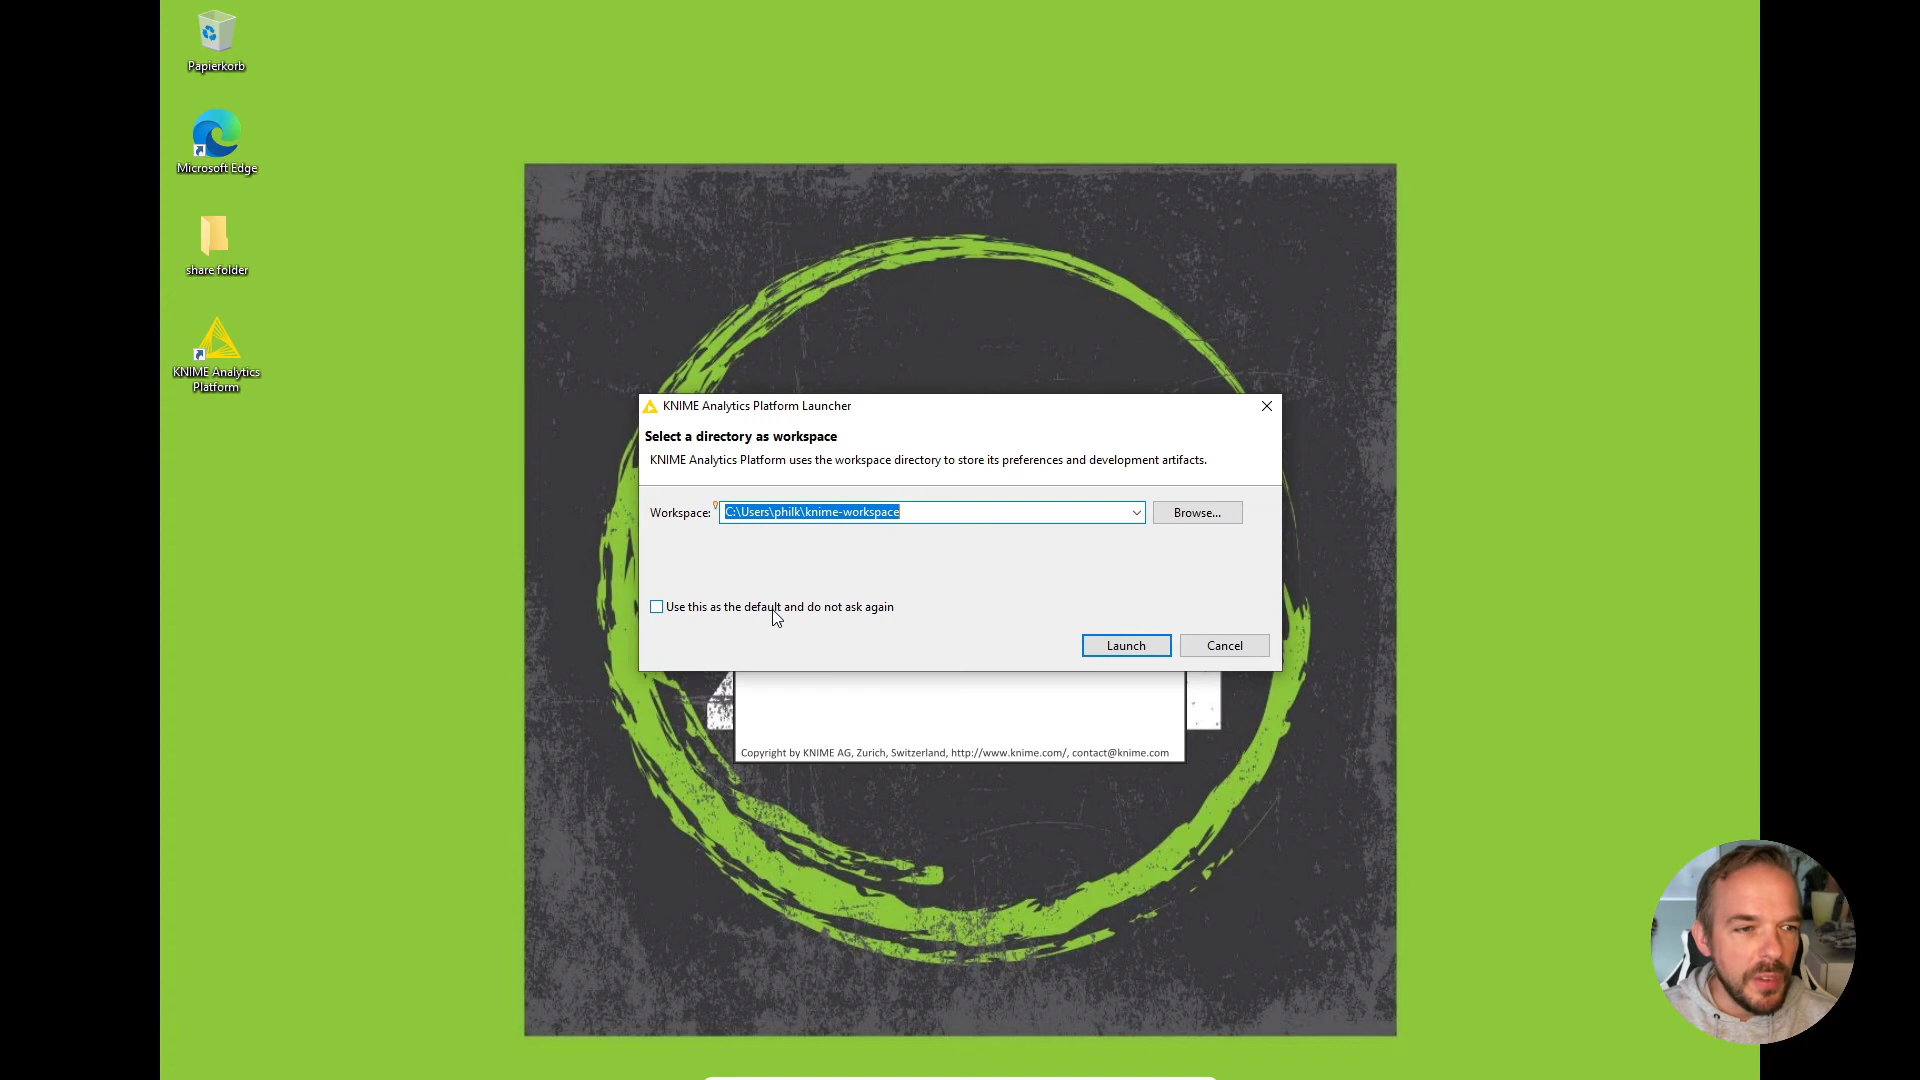 Papierkorb
Microsoft Edge
share folder
KNIME Analytics
Platform
KNIME Analytics Platform Launcher
Select a directory as workspace
KNIME Analytics Platform uses the workspace directory to store its preferences and development artifacts.
Workspace: C:\Users\philk\knime-workspace
Browse...
Use this as the default and do not ask again
Launch
Cancel
Copyright by KNIME AG, Zurich, Switzerland, http://www.knime.com/, contact@knime.com